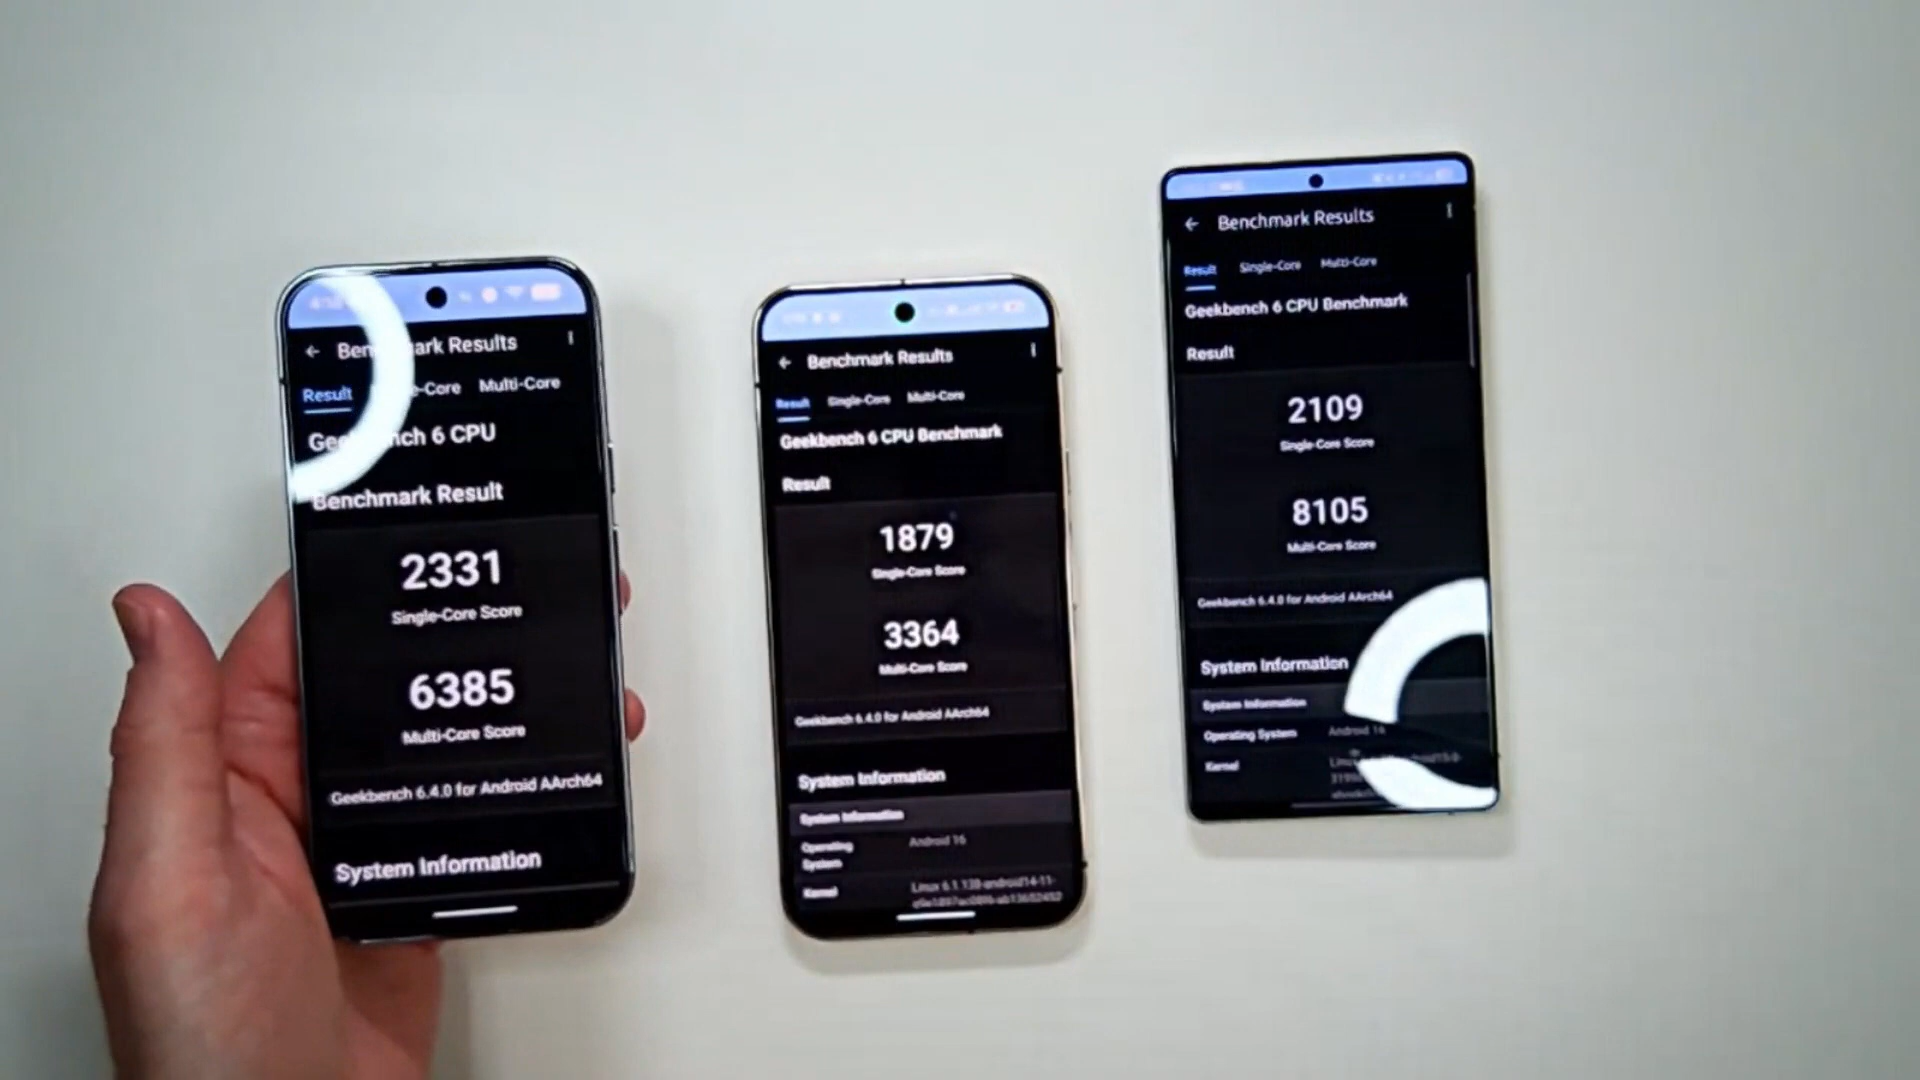 Benchmark Results
Result Multi-Core
Geekbench 6 CPU
Benchmark Result
2331
Single-Core Score
6385
Multi-Core Score
Geekbench 6.4.0 for Android AArch64
System Information
Benchmark Results
Result Single-Core Multi-Core
Geekbench 6 CPU Benchmark
Result
1879
Single-Core Score
3364
Multi-Core Score
Geekbench 6.4.0 for Android AArch64
System Information
System Information
Operating System
Android 16
Kernel
Benchmark Results
Result Single-Core Multi-Core
Geekbench 6 CPU Benchmark
Result
2109
Single-Core Score
8105
Multi-Core Score
Geekbench 6.4.0 for Android AArch64
System Information
System Information
Operating System Android 16
Kernel